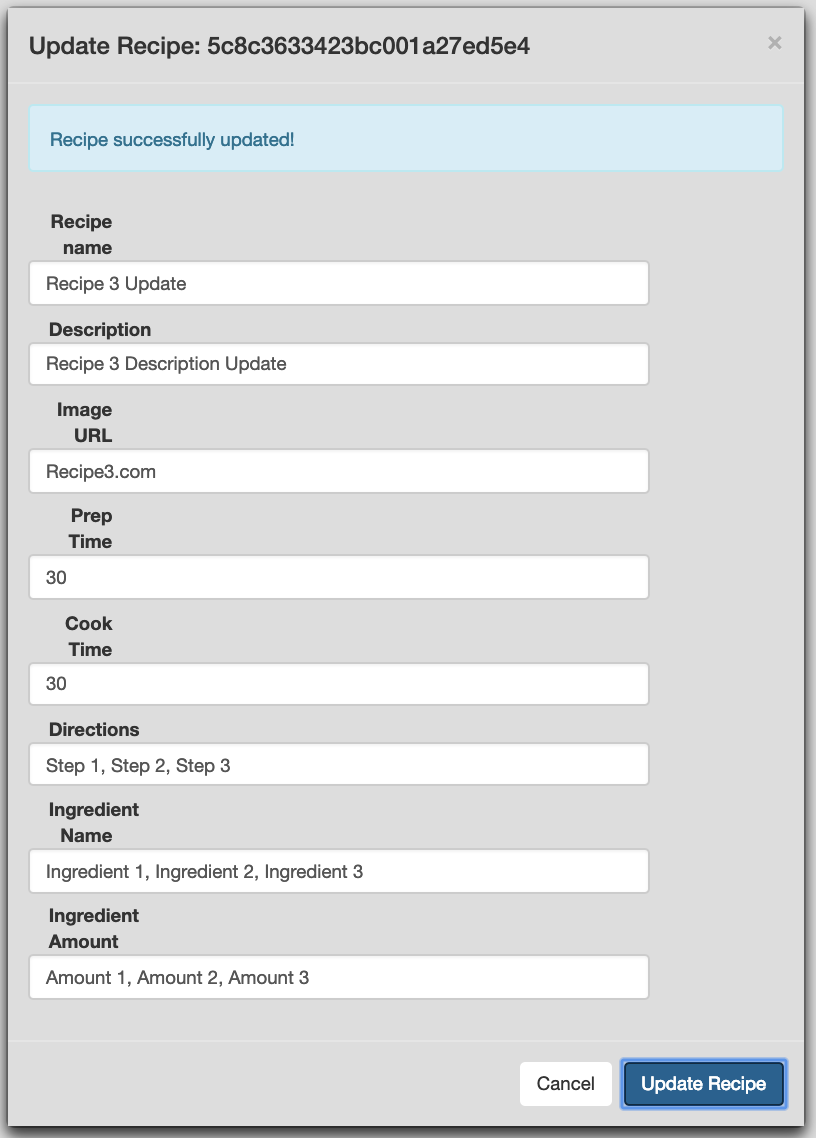 Update Recipe: 5c8c3633423bc001a27ed5e4
×
Recipe successfully updated!
Recipe
name
Recipe 3 Update
Description
Recipe 3 Description Update
Image
URL
Recipe3.com
Prep
Time
30
Cook
Time
30
Directions
Step 1, Step 2, Step 3
Ingredient
Name
Ingredient 1, Ingredient 2, Ingredient 3
Ingredient
Amount
Amount 1, Amount 2, Amount 3
Cancel
Update Recipe